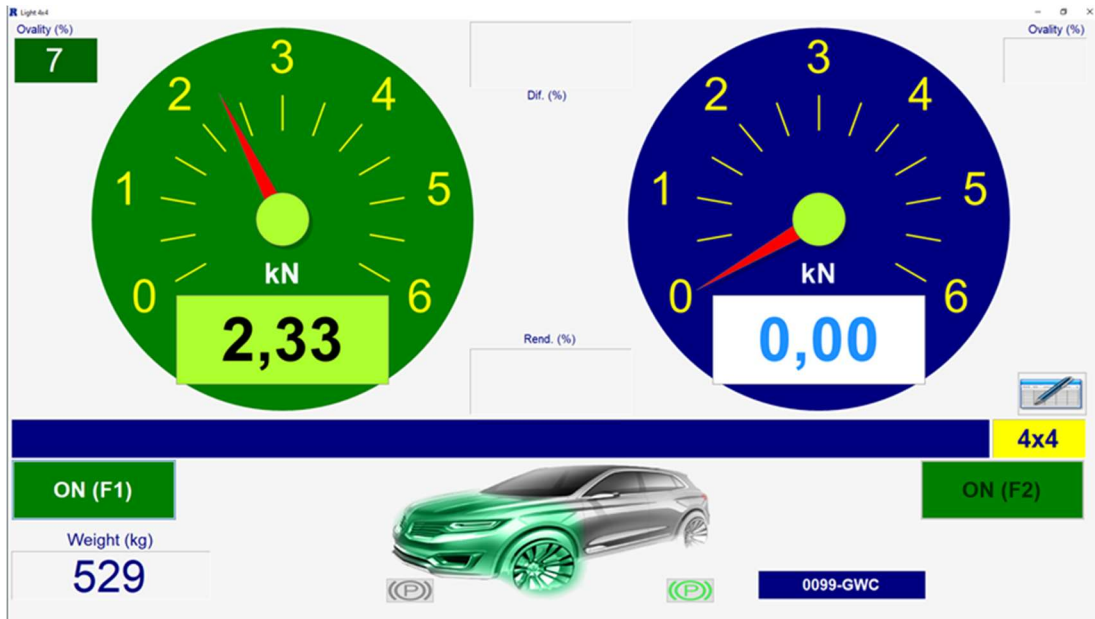 R Light 4x4
Ovality (%)
7
0
1
2
3
4
5
6
kN
2,33
Dif. (%)
Rend. (%)
Ovality (%)
0
1
2
3
4
5
6
kN
0,00
4x4
ON (F1)
ON (F2)
Weight (kg)
529
(P)
(P)
0099-GWC